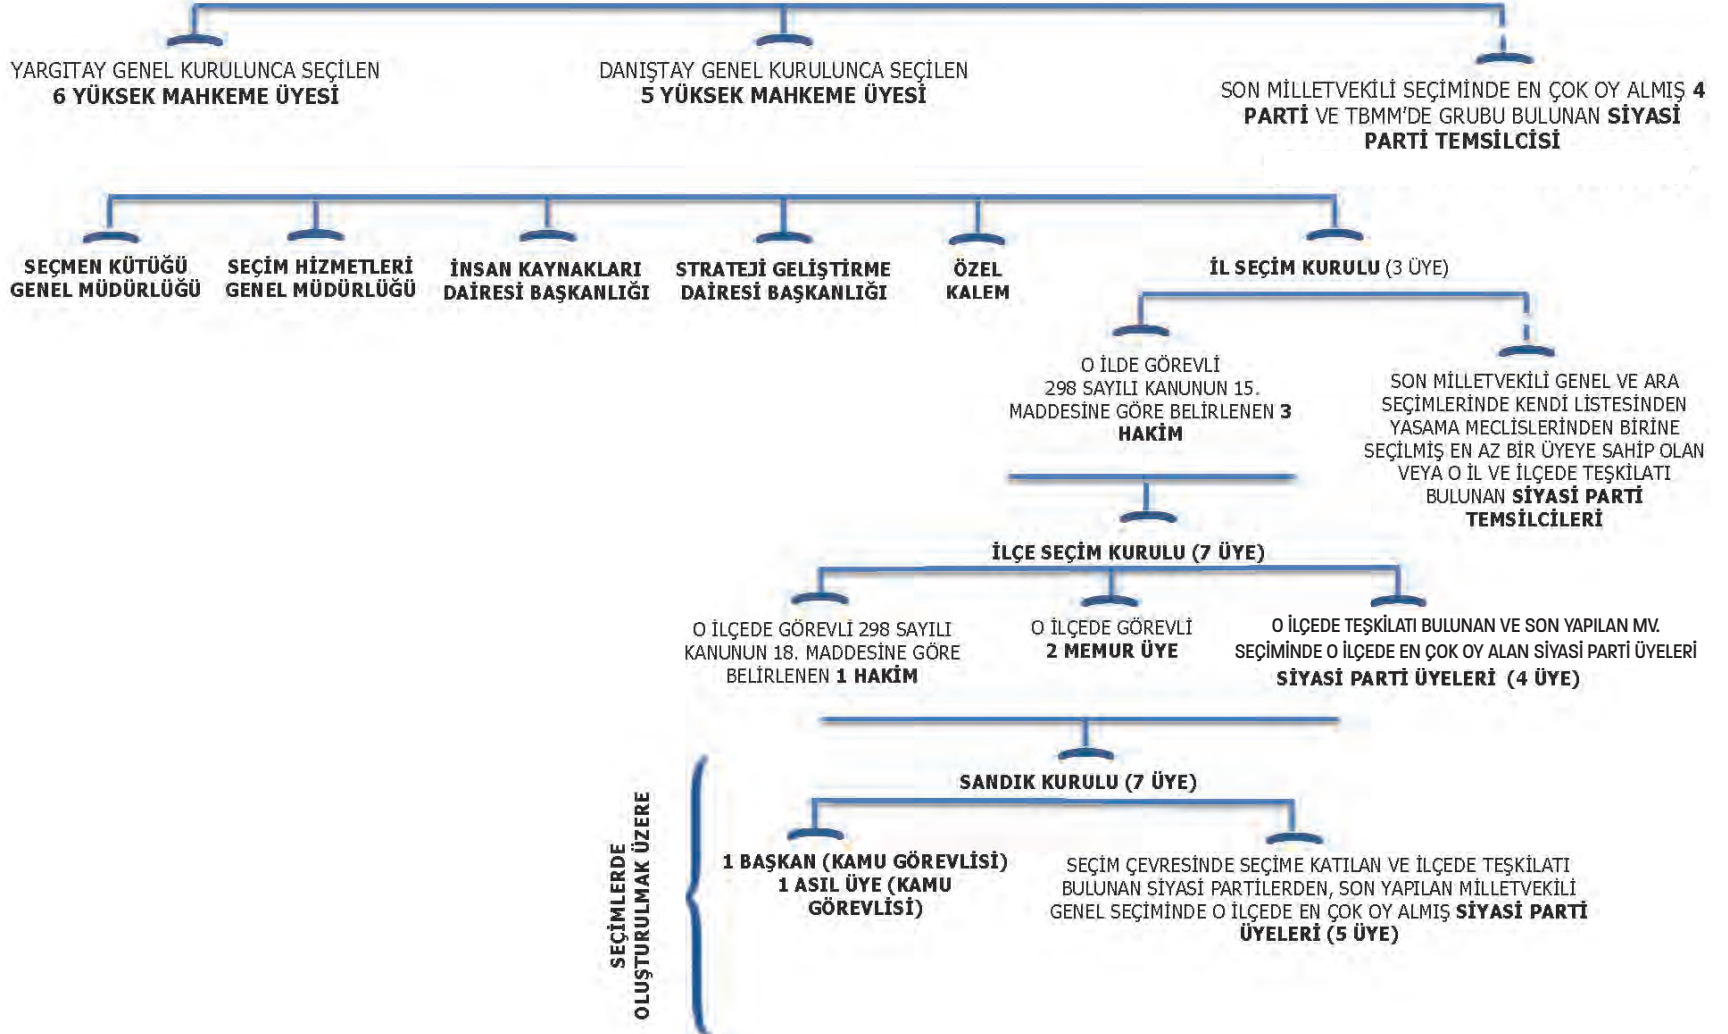 YARGITAY GENEL KURULUNCA SEÇİLEN
6 YÜKSEK MAHKEME ÜYESİ
DANIŞTAY GENEL KURULUNCA SEÇİLEN
5 YÜKSEK MAHKEME ÜYESİ
SON MİLLETVEKİLİ SEÇİMİNDE EN ÇOK OY ALMIŞ 4
PARTİ VE TBMM'DE GRUBU BULUNAN SİYASİ
PARTİ TEMSİLCİSİ
SEÇMEN KÜTÜĞÜ
GENEL MÜDÜRLÜĞÜ
SEÇİM HİZMETLERİ
GENEL MÜDÜRLÜĞÜ
İNSAN KAYNAKLARI
DAİRESİ BAŞKANLIĞI
STRATEJİ GELİŞTİRME
DAİRESİ BAŞKANLIĞI
ÖZEL
KALEM
İL SEÇİM KURULU (3 ÜYE)
O İLDE GÖREVLİ
298 SAYILI KANUNUN 15.
MADDESİNE GÖRE BELİRLENEN 3
HAKİM
SON MİLLETVEKİLİ GENEL VE ARA
SEÇİMLERİNDE KENDİ LİSTESİNDEN
YASAMA MECLİSLERİNDEN BİRİNE
SEÇİLMİŞ EN AZ BİR ÜYEYE SAHİP OLAN
VEYA O İL VE İLÇEDE TEŞKİLATI
BULUNAN SİYASİ PARTİ
TEMSİLCİLERİ
İLÇE SEÇİM KURULU (7 ÜYE)
O İLÇEDE GÖREVLİ 298 SAYILI
KANUNUN 18. MADDESİNE GÖRE
BELİRLENEN 1 HAKİM
O İLÇEDE GÖREVLİ
2 MEMUR ÜYE
O İLÇEDE TEŞKİLATI BULUNAN VE SON YAPILAN MV.
SEÇİMİNDE O İLÇEDE EN ÇOK OY ALAN SİYASİ PARTİ ÜYELERİ
SİYASİ PARTİ ÜYELERİ (4 ÜYE)
SEÇİMLERDE
OLUŞTURULMAK ÜZERE
SANDIK KURULU (7 ÜYE)
1 BAŞKAN (KAMU GÖREVLİSİ)
1 ASIL ÜYE (KAMU
GÖREVLİSİ)
SEÇİM ÇEVRESİNDE SEÇİME KATILAN VE İLÇEDE TEŞKİLATI
BULUNAN SİYASİ PARTİLERDEN, SON YAPILAN MİLLETVEKİLİ
GENEL SEÇİMİNDE O İLÇEDE EN ÇOK OY ALMIŞ SİYASİ PARTİ
ÜYELERİ (5 ÜYE)